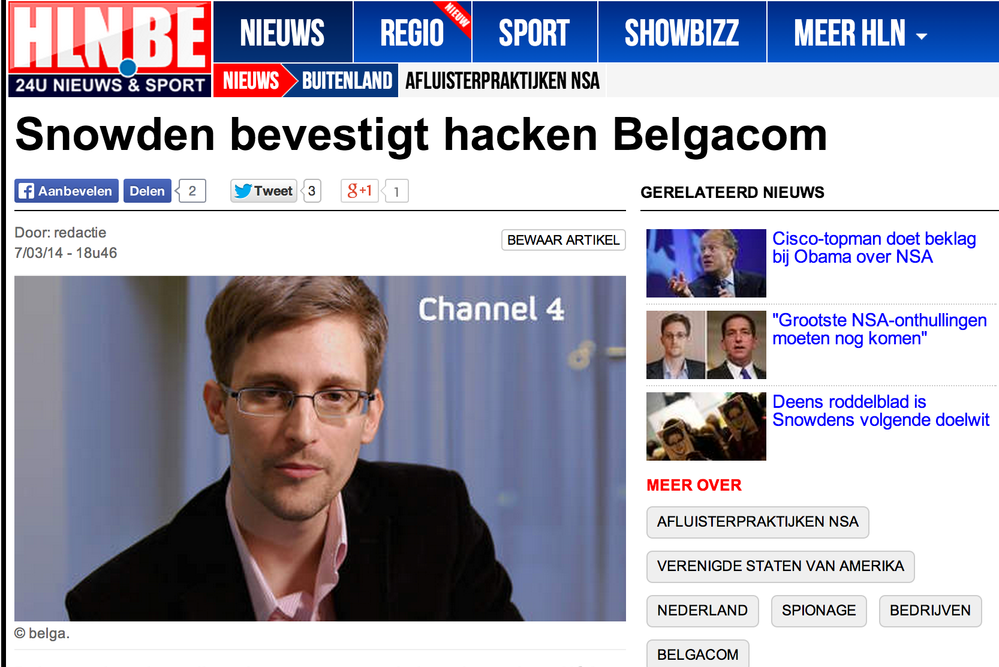 HLN.BE
24U NIEUWS & SPORT
NIEUWS
REGIO
NIEUW
SPORT
SHOWBIZZ
MEER HLN
NIEUWS
BUITENLAND
AFLUISTERPRAKTIJKEN NSA
Snowden bevestigt hacken Belgacom
Aanbevelen
Delen
2
Tweet
3
g+1
1
Door: redactie
7/03/14 - 18u46
BEWAAR ARTIKEL
Channel 4
© belga.
GERELATEERD NIEUWS
Cisco-topman doet beklag
bij Obama over NSA
"Grootste NSA-onthullingen
moeten nog komen"
Deens roddelblad is
Snowdens volgende doelwit
MEER OVER
AFLUISTERPRAKTIJKEN NSA
VERENIGDE STATEN VAN AMERIKA
NEDERLAND
SPIONAGE
BEDRIJVEN
BELGACOM